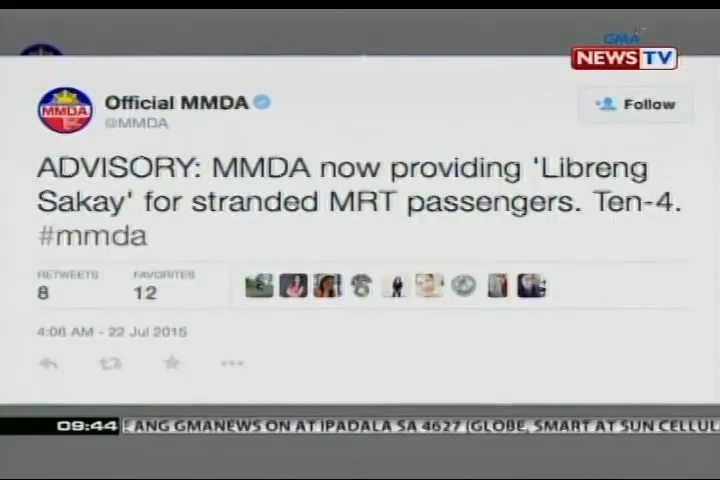 GMA
NEWS TV
MMDA
Official MMDA
@MMDA
Follow
ADVISORY: MMDA now providing 'Libreng
Sakay' for stranded MRT passengers. Ten-4.
#mmda
RETWEETS
8
FAVORITES
12
4:06 AM - 22 Jul 2015
09:44
E ANG GMANEWS ON AT IPADALA SA 4627 (GLOBE, SMART AT SUN CELLUL